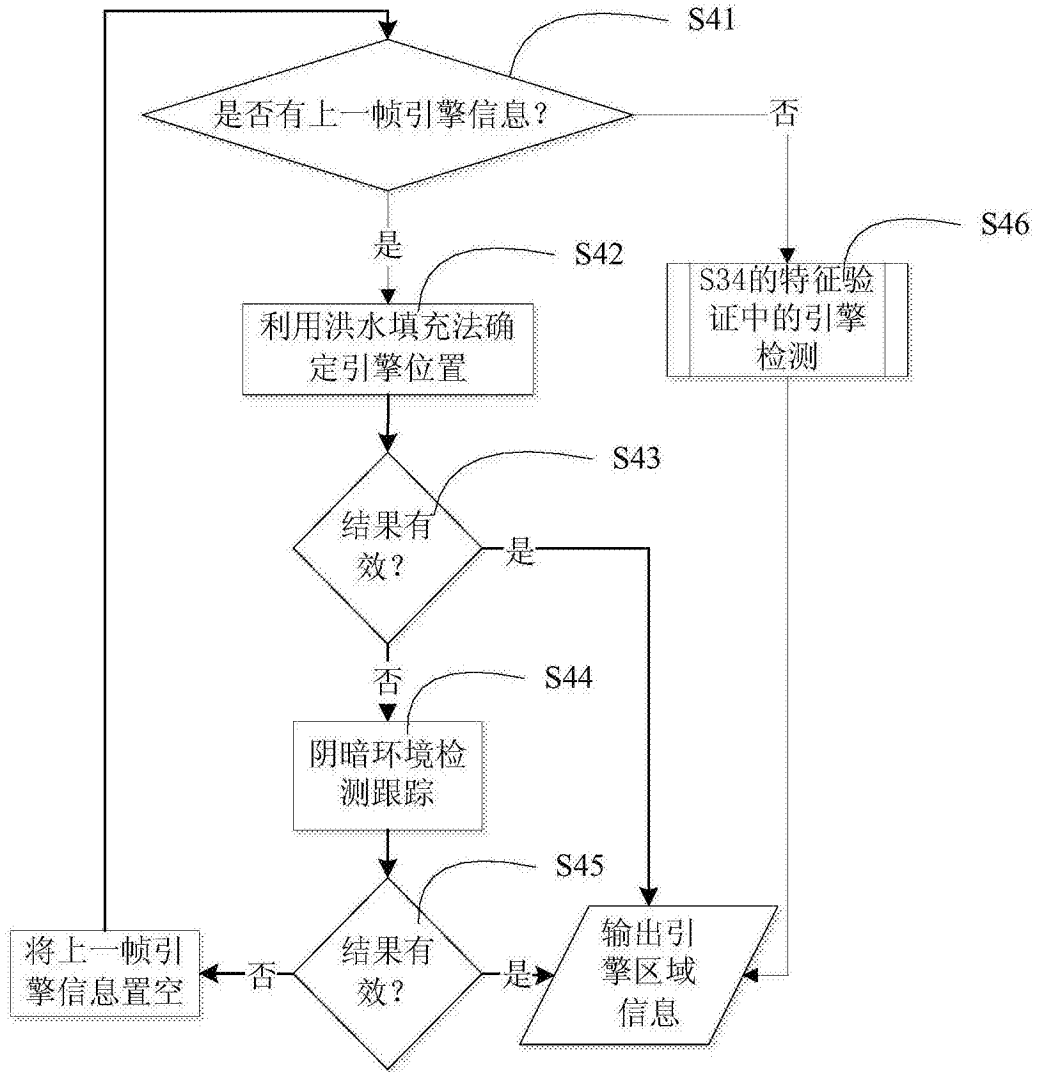 S41
是否有上一帧引擎信息？
否
是
S42
S46
利用洪水填充法确
定引擎位置
S34的特征验
证中的引擎
检测
S43
结果有
效？
是
否
S44
阴暗环境检
测跟踪
S45
将上一帧引
擎信息置空
否
结果有
效？
是
输出引
擎区域
信息